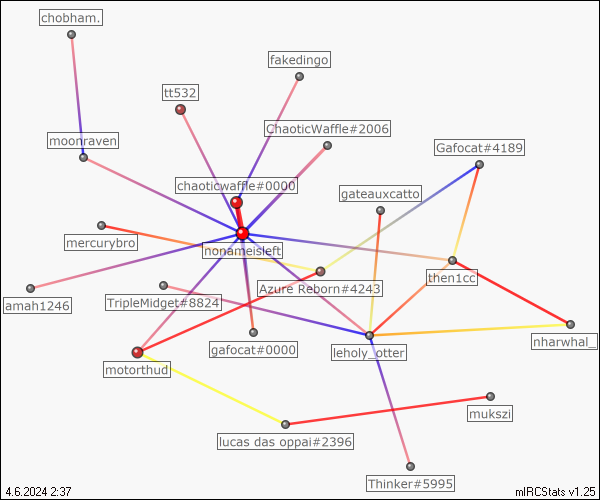 chobham.
fakedingo
tt532
ChaoticWaffle#2006
moonraven
Gafocat#4189
chaoticwaffle#0000
gateauxcatto
mercurybro
nonameisleft
then1cc
Azure Reborn#4243
amah1246
TripleMidget#8824
nharwhal_
gafocat#0000
leholy_otter
motorthud
mukszi
lucas das oppai#2396
Thinker#5995
4.6.2024 2:37
mIRCStats v1.25